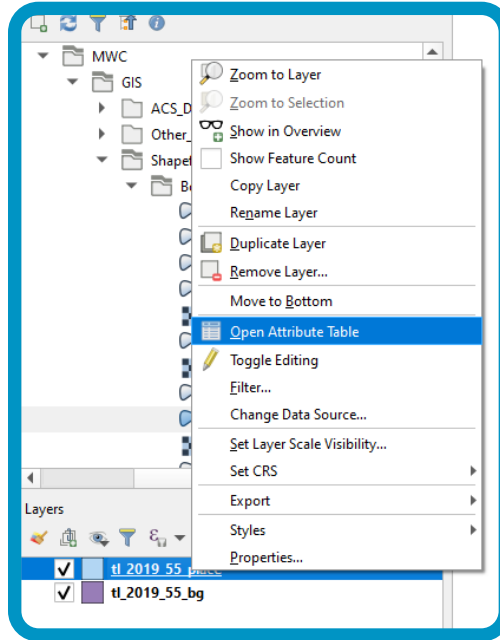 MWC
GIS
ACS_D
Other_
Shapef
Bo
Zoom to Layer
Zoom to Selection
Show in Overview
Show Feature Count
Copy Layer
Rename Layer
Duplicate Layer
Remove Layer...
Move to Bottom
Open Attribute Table
Toggle Editing
Filter...
Change Data Source...
Set Layer Scale Visibility...
Set CRS
Export
Styles
Properties...
Layers
tl_2019_55_place
tl_2019_55_bg